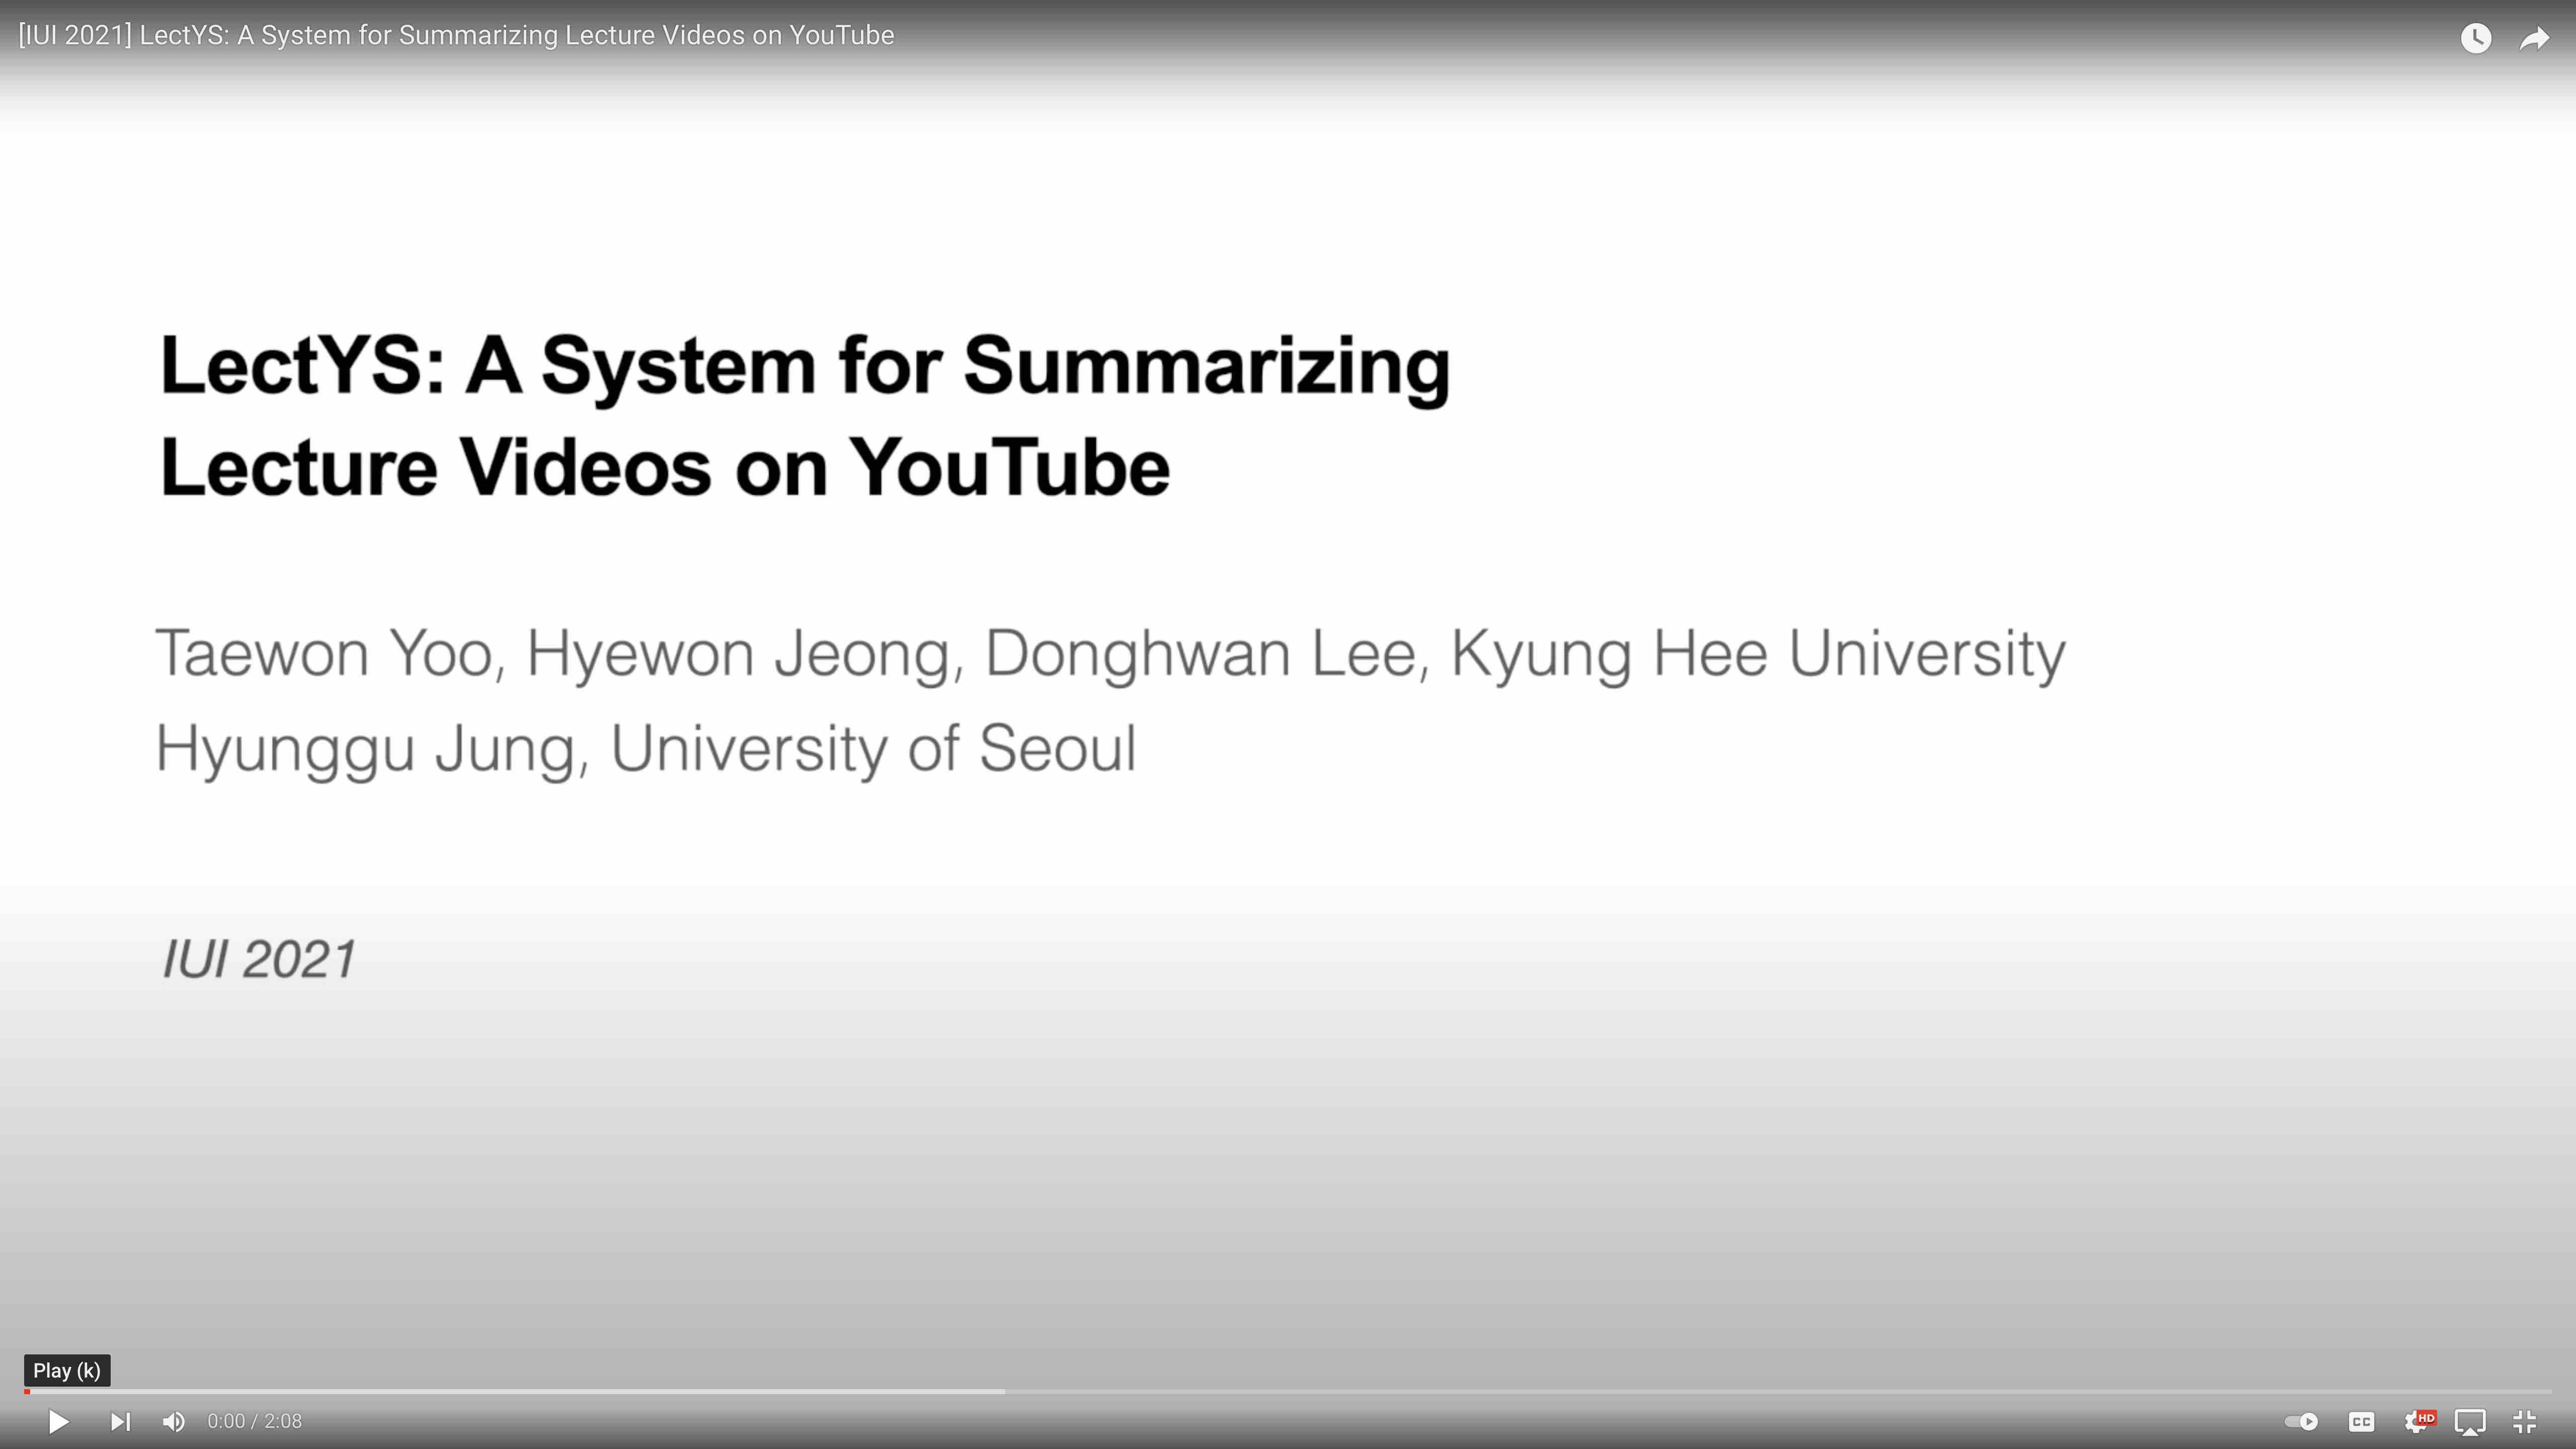 [IUI 2021] LectYS: A System for Summarizing Lecture Videos on YouTube
LectYS: A System for Summarizing
Lecture Videos on YouTube
Taewon Yoo, Hyewon Jeong, Donghwan Lee, Kyung Hee University
Hyunggu Jung, University of Seoul
IUI 2021
Play (k)
0:00 / 2:08
CC
HD